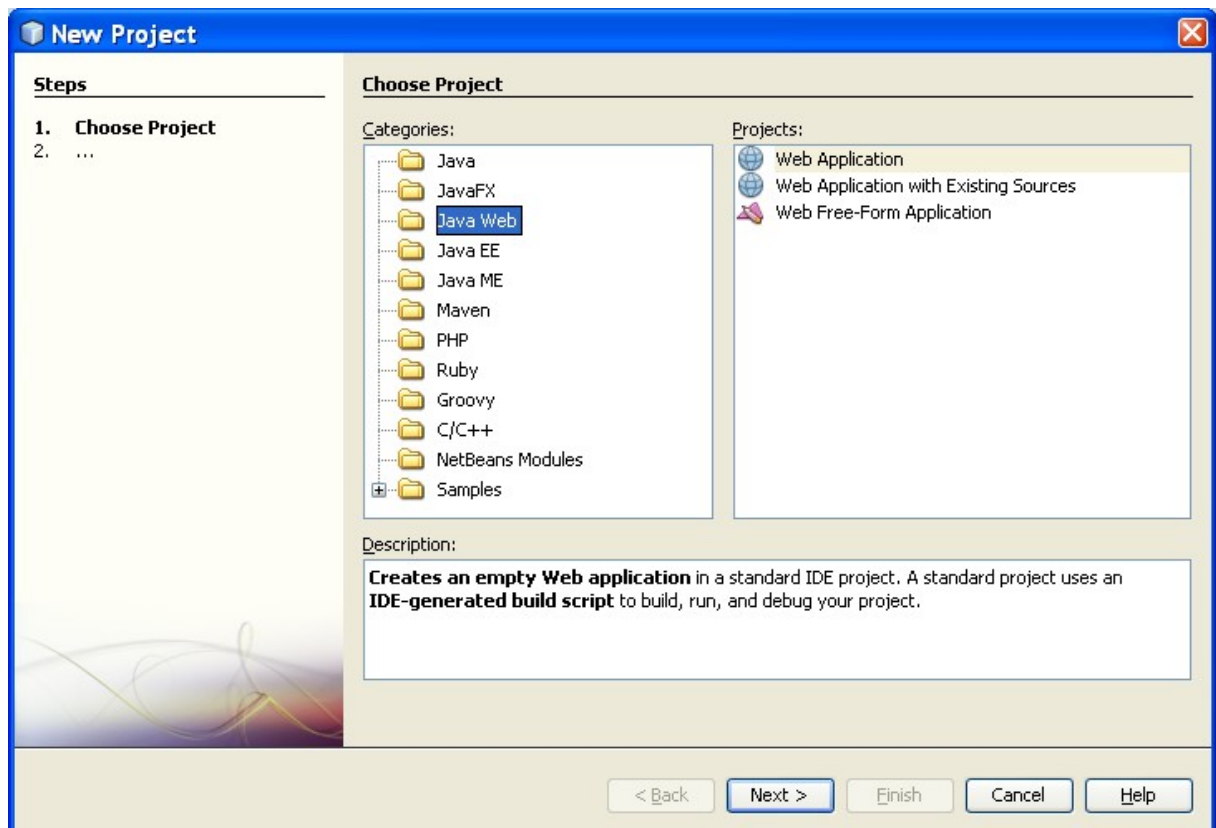 New Project
Steps
1. Choose Project
2. ...
Choose Project
Categories:
Java
JavaFX
Java Web
Java EE
Java ME
Maven
PHP
Ruby
Groovy
C/C++
NetBeans Modules
Samples
Projects:
Web Application
Web Application with Existing Sources
Web Free-Form Application
Description:
Creates an empty Web application in a standard IDE project. A standard project uses an
IDE-generated build script to build, run, and debug your project.
< Back
Next >
Finish
Cancel
Help